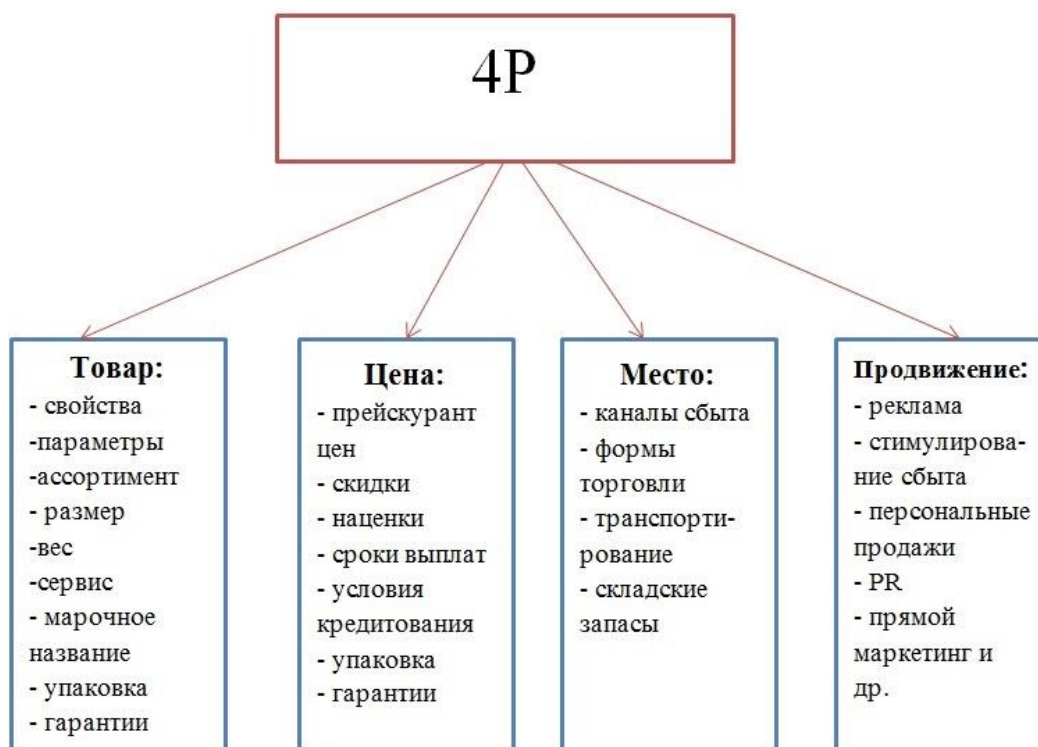 4P
Товар:
- свойства
-параметры
-ассортимент
- размер
-вес
-сервис
- марочное
название
- упаковка
- гарантии
Цена:
- прейскурант
цен
- скидки
- наценки
- сроки выплат
- условия
кредитования
- упаковка
- гарантии
Место:
- каналы сбыта
- формы
торговли
- транспорти-
рование
- складские
запасы
Продвижение:
- реклама
- стимулирова-
ние сбыта
- персональные
продажи
- PR
- прямой
маркетинг и
др.